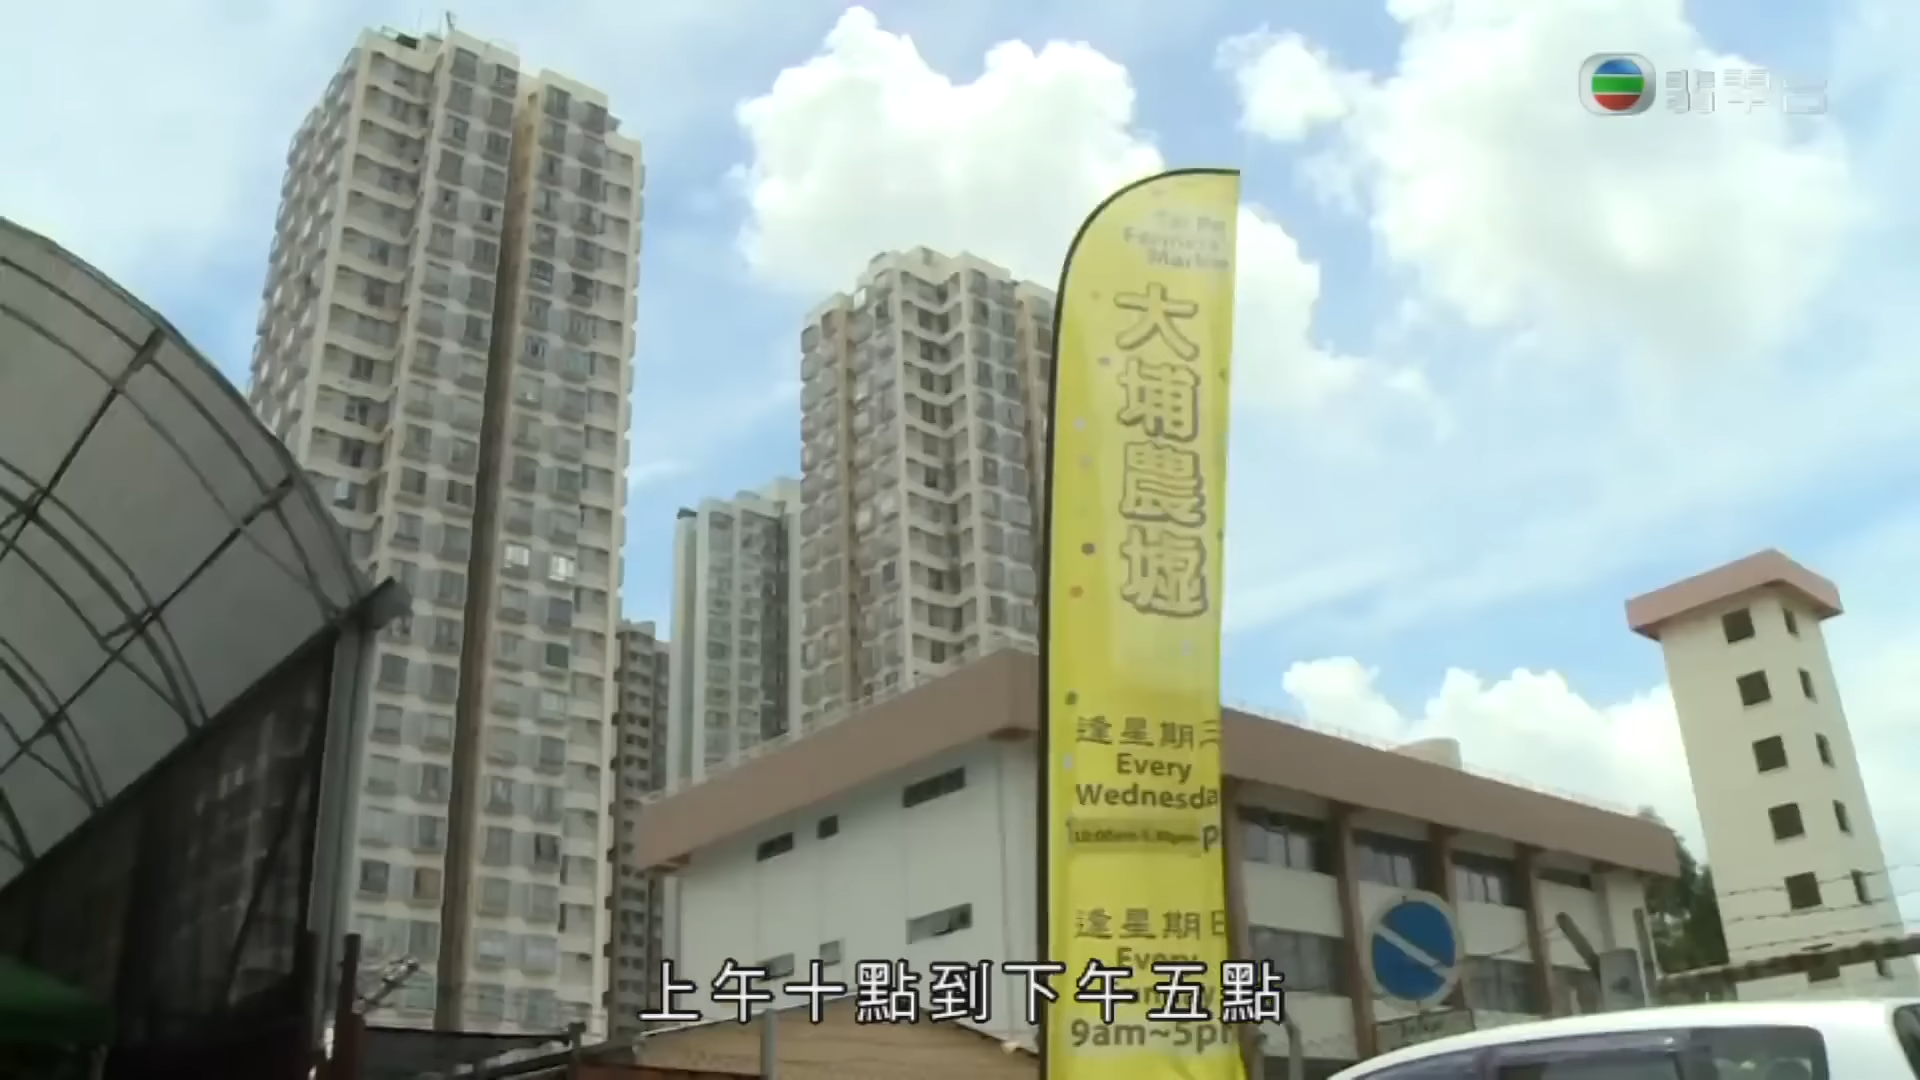 翡翠台
Tai Po
Farmers'
Market
大埔農墟
逢星期三
Every
Wednesda
逢星期日
Every
9am~5p
上午十點到下午五點